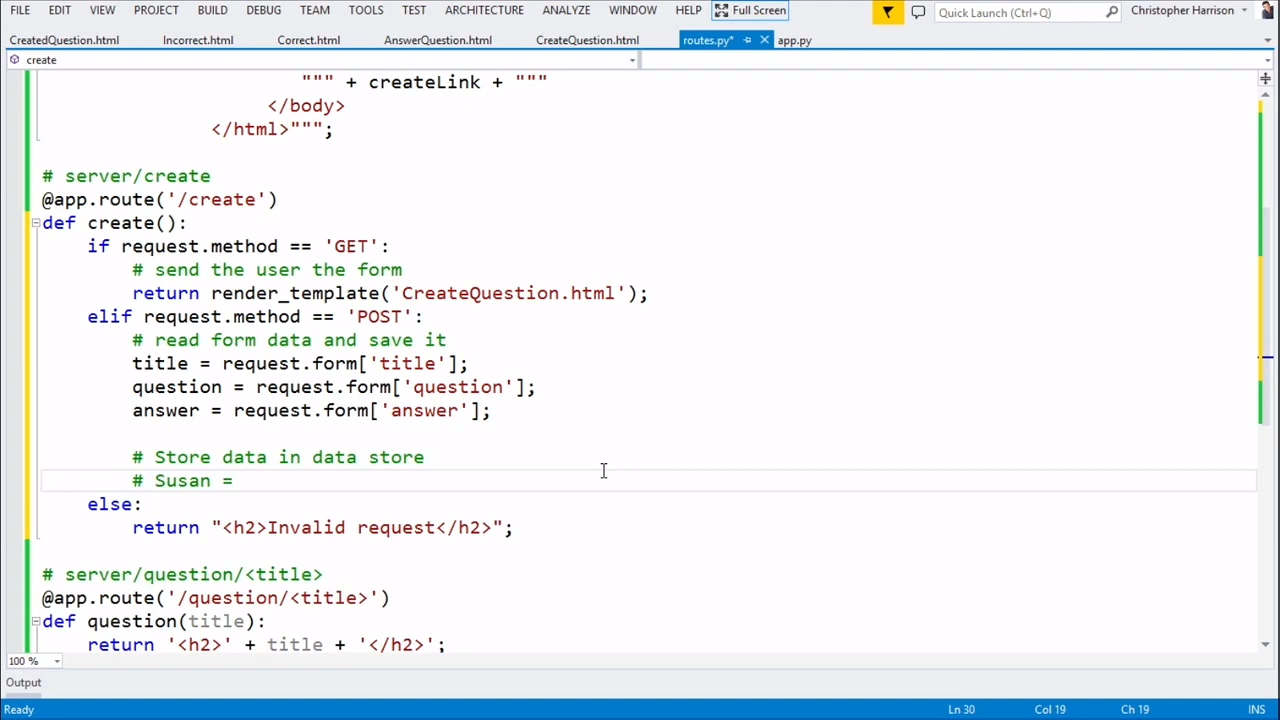 FILE EDIT VIEW PROJECT BUILD DEBUG TEAM TOOLS TEST ARCHITECTURE ANALYZE WINDOW HELP Full Screen Quick Launch (Ctrl+Q) Christopher Harrison
CreatedQuestion.html Incorrect.html Correct.html AnswerQuestion.html CreateQuestion.html routes.py* app.py
create
""" + createLink + """
</body>
</html>""";
# server/create
@app.route('/create')
def create():
if request.method == 'GET':
# send the user the form
return render_template('CreateQuestion.html');
elif request.method == 'POST':
# read form data and save it
title = request.form['title'];
question = request.form['question'];
answer = request.form['answer'];
# Store data in data store
# Susan =
else:
return "<h2>Invalid request</h2>";
# server/question/<title>
@app.route('/question/<title>')
def question(title):
return '<h2>' + title + '</h2>';
100 %
Output
Ready Ln 30 Col 19 Ch 19 INS